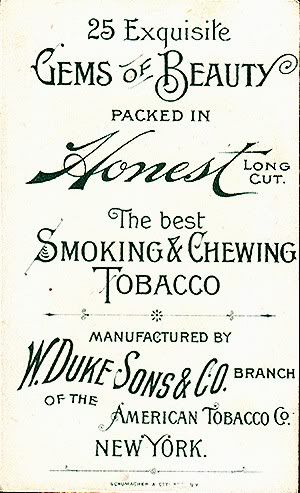 25 Exquisite
GEMS OF BEAUTY
PACKED IN
Honest LONG CUT.
The best
SMOKING & CHEWING
TOBACCO
MANUFACTURED BY
W. DUKE SONS & CO. BRANCH
OF THE AMERICAN TOBACCO Co.
NEW YORK.